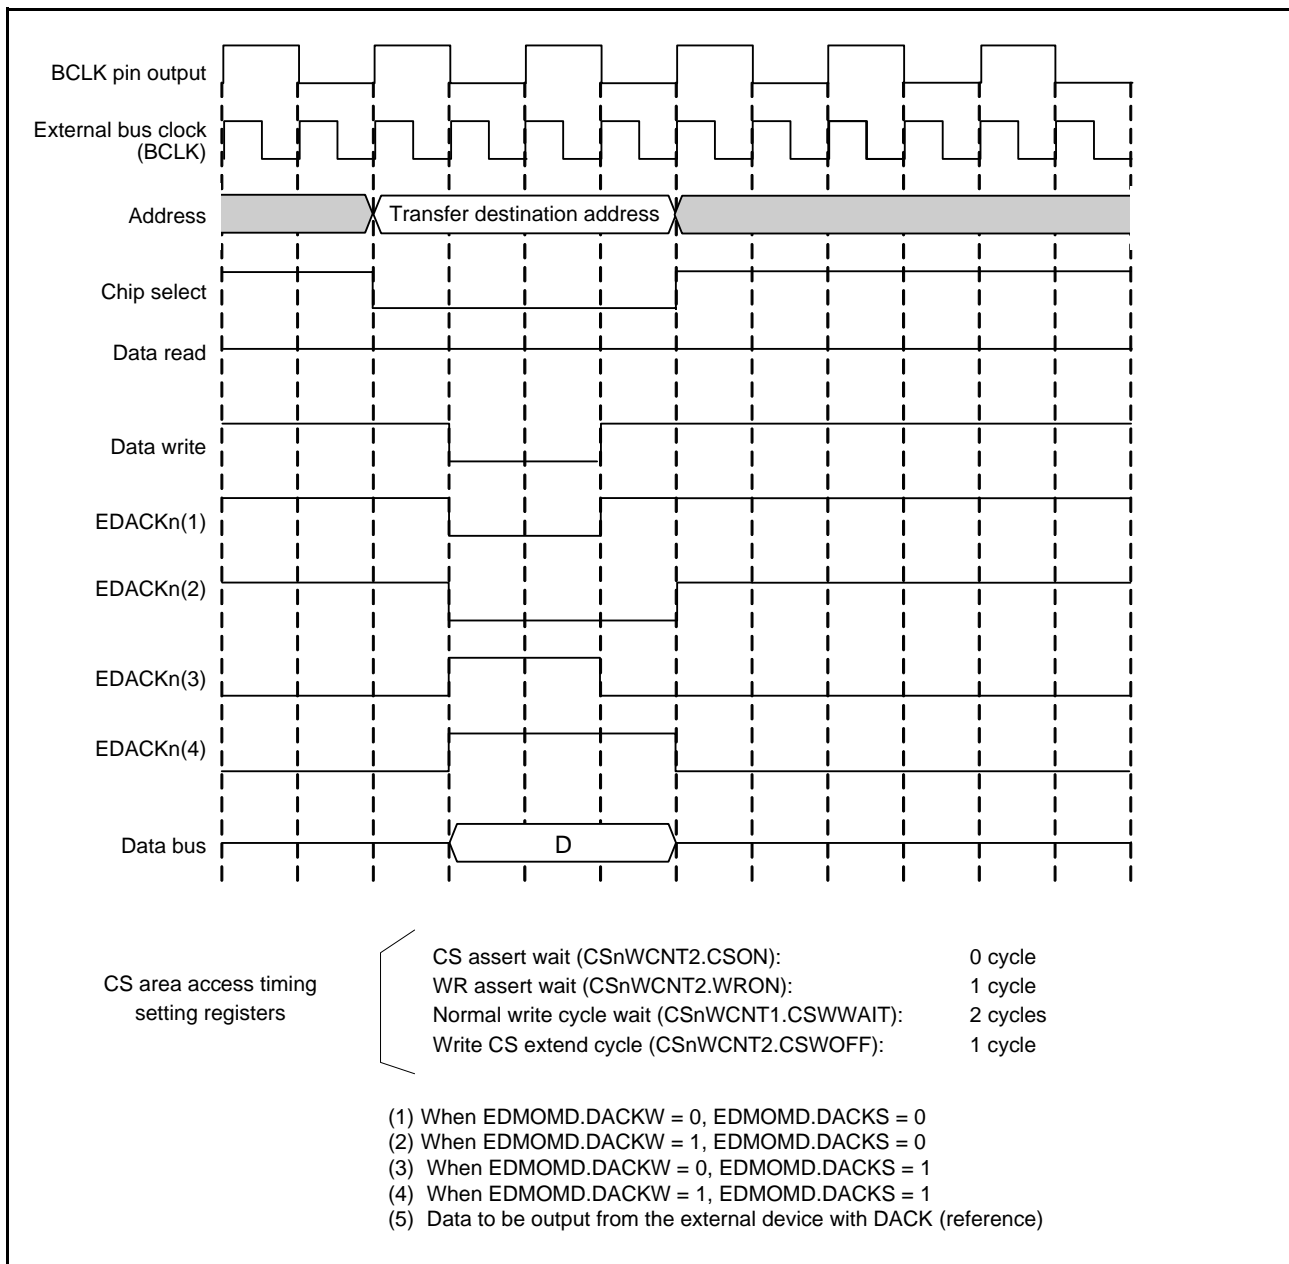 BCLK pin output
External bus clock
(BCLK)
Address
Transfer destination address
Chip select
Data read
Data write
EDACKn(1)
EDACKn(2)
EDACKn(3)
EDACKn(4)
Data bus
D
CS area access timing
setting registers
CS assert wait (CSnWCNT2.CSON): 0 cycle
WR assert wait (CSnWCNT2.WRON): 1 cycle
Normal write cycle wait (CSnWCNT1.CSWWAIT): 2 cycles
Write CS extend cycle (CSnWCNT2.CSWOFF): 1 cycle
(1) When EDMOMD.DACKW = 0, EDMOMD.DACKS = 0
(2) When EDMOMD.DACKW = 1, EDMOMD.DACKS = 0
(3) When EDMOMD.DACKW = 0, EDMOMD.DACKS = 1
(4) When EDMOMD.DACKW = 1, EDMOMD.DACKS = 1
(5) Data to be output from the external device with DACK (reference)